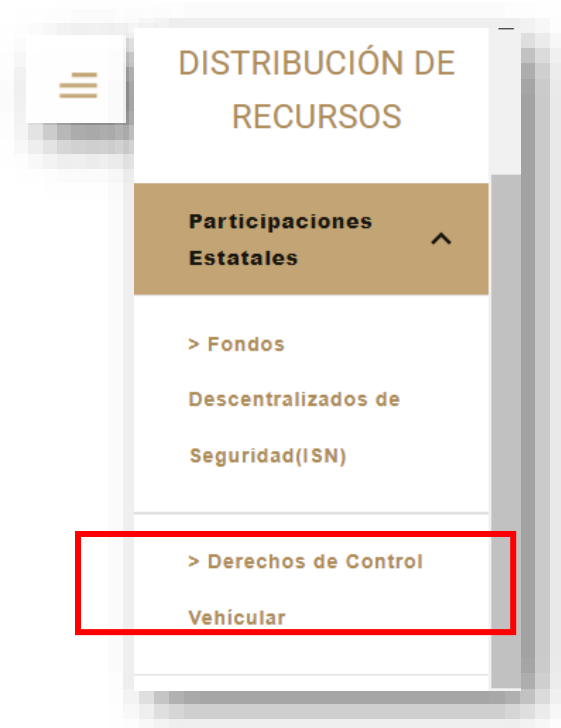 DISTRIBUCIÓN DE
RECURSOS
Participaciones
Estatales
> Fondos
Descentralizados de
Seguridad(ISN)
> Derechos de Control
Vehícular